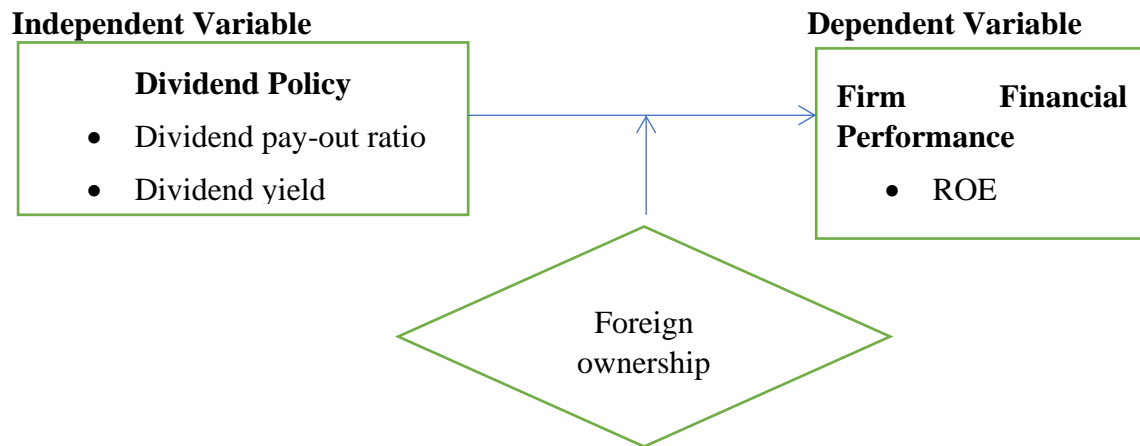 Independent Variable
Dependent Variable
Dividend Policy
• Dividend pay-out ratio
• Dividend yield
Firm Financial
Performance
• ROE
Foreign
ownership